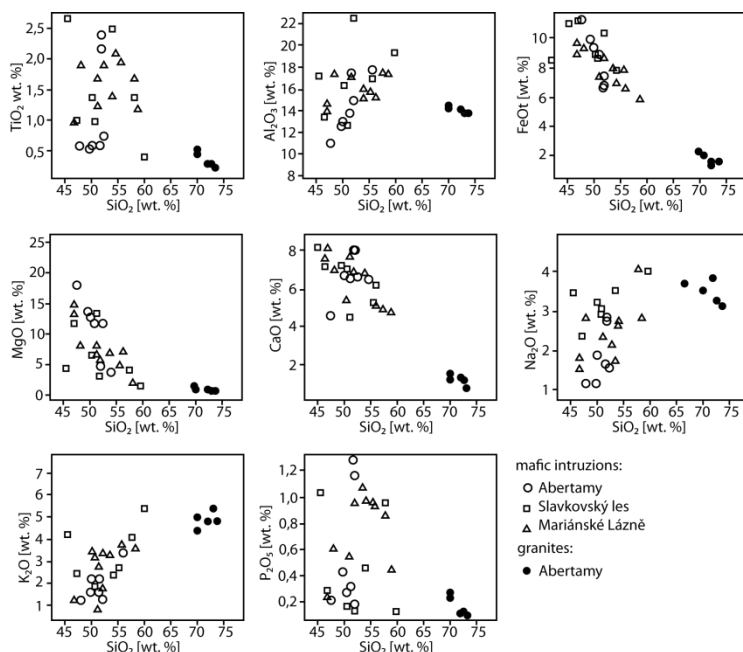 2,5
2,0
1,5
1,0
0,5
TiO2 wt. %]
45 50 55 60 65 70 75
SiO2 [wt. %]
22
20
18
16
14
12
10
8
Al2O3 [wt. %]
45 50 55 60 65 70 75
SiO2 [wt. %]
10
8
6
4
2
FeOt [wt. %]
45 50 55 60 65 70 75
SiO2 [wt. %]
25
20
15
10
5
0
MgO [wt. %]
45 50 55 60 65 70 75
SiO2 [wt. %]
8
6
4
2
CaO [wt. %]
45 50 55 60 65 70 75
SiO2 [wt. %]
4
3
2
1
Na2O [wt. %]
45 50 55 60 65 70 75
SiO2 [wt. %]
7
6
5
4
3
2
1
K2O [wt. %]
45 50 55 60 65 70 75
SiO2 [wt. %]
1,2
1,0
0,8
0,6
0,4
0,2
P2O5 [wt. %]
45 50 55 60 65 70 75
SiO2 [wt. %]
mafic intruzions:
Abertamy
Slavkovský les
Mariánské Lázně
granites:
Abertamy